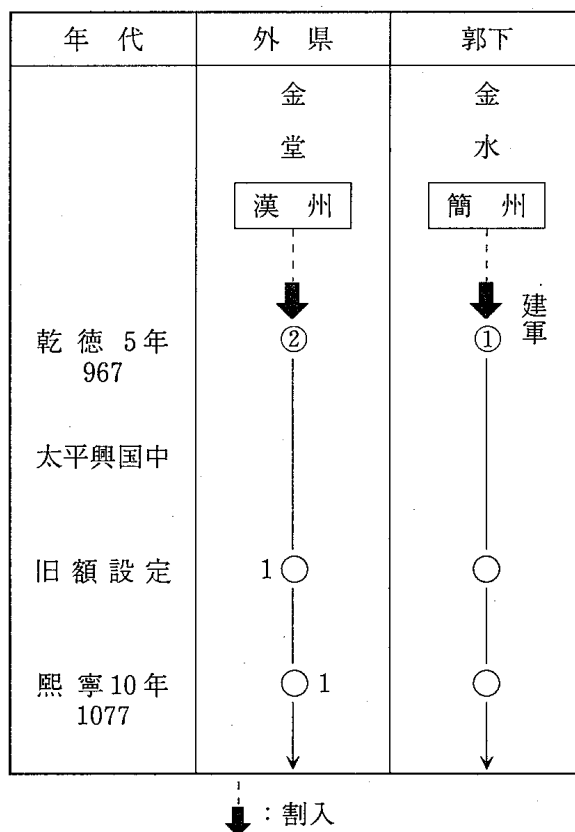 年代 外県 郭下
金堂 金水
漢州 簡州
建軍
乾徳5年 ② ①
967
太平興国中
旧額設定 1
熙寧10年 1
1077
:割入